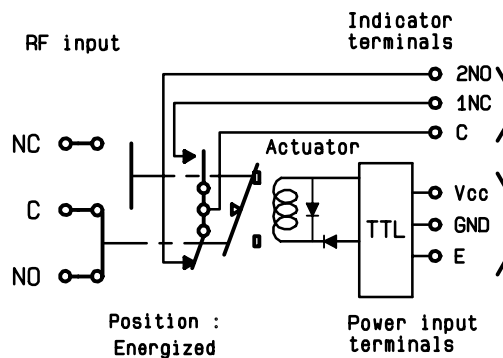 Indicator
terminals
RF input
2NO
1NC
C
NC
Actuator
C
Vcc
TTL
GND
NO
E
Position :
Energized
Power input
terminals